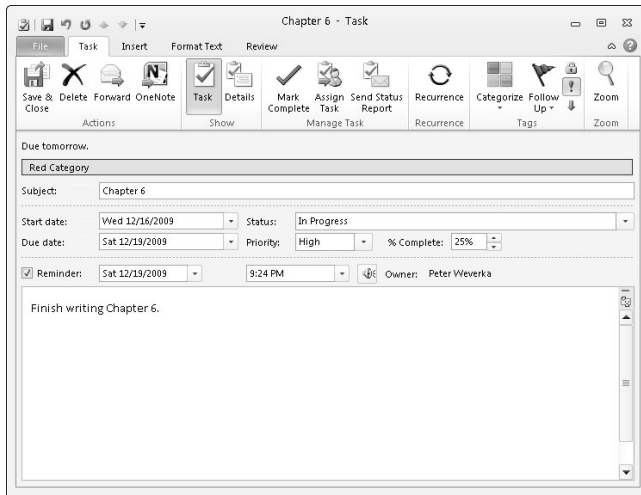 Chapter 6 - Task
File Task Insert Format Text Review
Save & Close Delete Forward OneNote Task Details Mark Complete Assign Task Send Status Report Recurrence Categorize Follow Up Zoom
Actions Show Manage Task Recurrence Tags Zoom
Due tomorrow.
Red Category
Subject: Chapter 6
Start date: Wed 12/16/2009 Status: In Progress
Due date: Sat 12/19/2009 Priority: High % Complete: 25%
Reminder: Sat 12/19/2009 9:24 PM Owner: Peter Weverka
Finish writing Chapter 6.